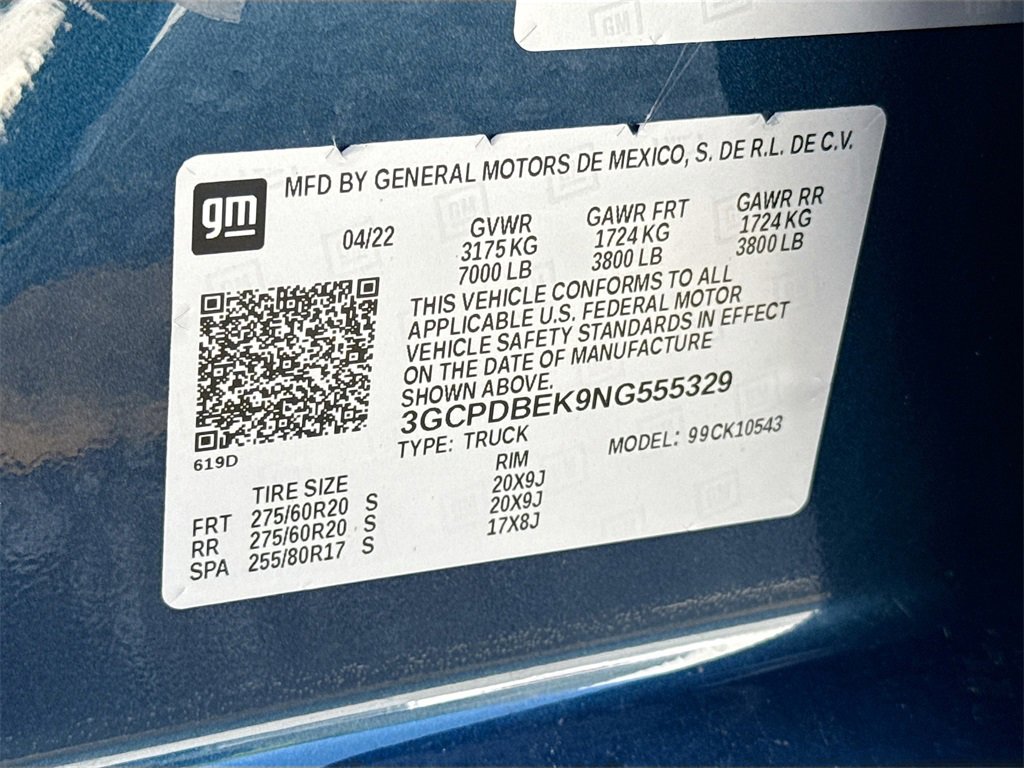 GM
gm
MFD BY GENERAL MOTORS DE MEXICO, S. DE R.L. DE C.V.
04/22
GVWR
3175 KG
7000 LB
GAWR FRT
1724 KG
3800 LB
GAWR RR
1724 KG
3800 LB
THIS VEHICLE CONFORMS TO ALL
APPLICABLE U.S. FEDERAL MOTOR
VEHICLE SAFETY STANDARDS IN EFFECT
ON THE DATE OF MANUFACTURE
SHOWN ABOVE.
3GCPDBEK9NG555329
TYPE: TRUCK
MODEL: 99CK10543
619D
TIRE SIZE RIM
FRT 275/60R20 S 20X9J
RR 275/60R20 S 20X9J
SPA 255/80R17 S 17X8J